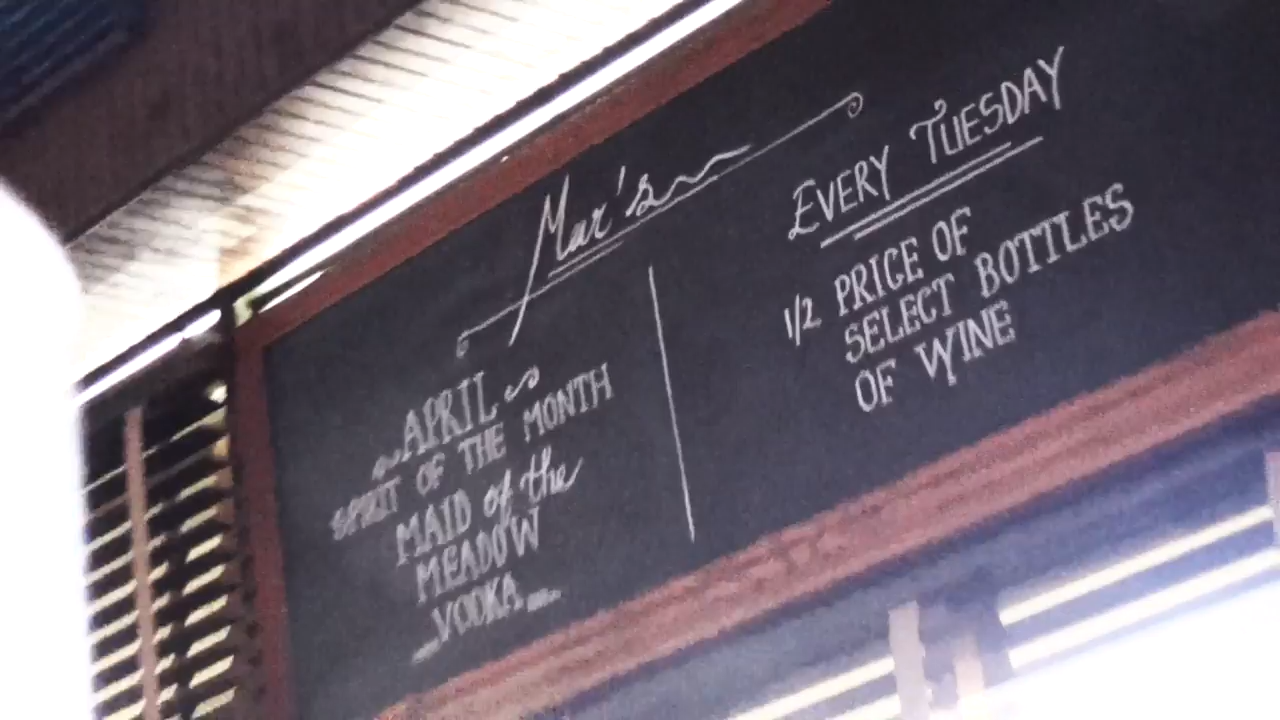 Mar's
APRIL
SPIRIT OF THE MONTH
MAID of the
MEADOW
VODKA
EVERY TUESDAY
1/2 PRICE OF
SELECT BOTTLES
OF WINE